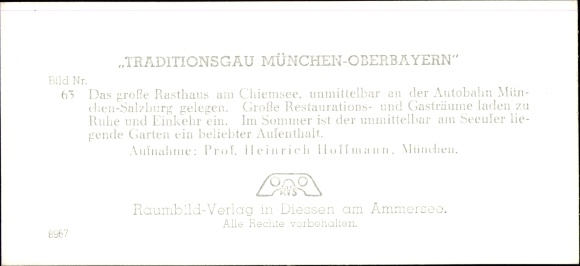 „TRADITIONSGAU MÜNCHEN-OBERBAYERN“
Bild Nr.
63 Das große Rasthaus am Chiemsee, unmittelbar an der Autobahn Mün-
chen-Salzburg gelegen. Große Restaurations- und Gasträume laden zu
Ruhe und Einkehr ein. Im Sommer ist der unmittelbar am Seeufer lie-
gende Garten ein beliebter Aufenthalt.
Aufnahme: Prof. Heinrich Hoffmann, München.
Raumbild-Verlag in Diessen am Ammersee.
Alle Rechte vorbehalten.
8967